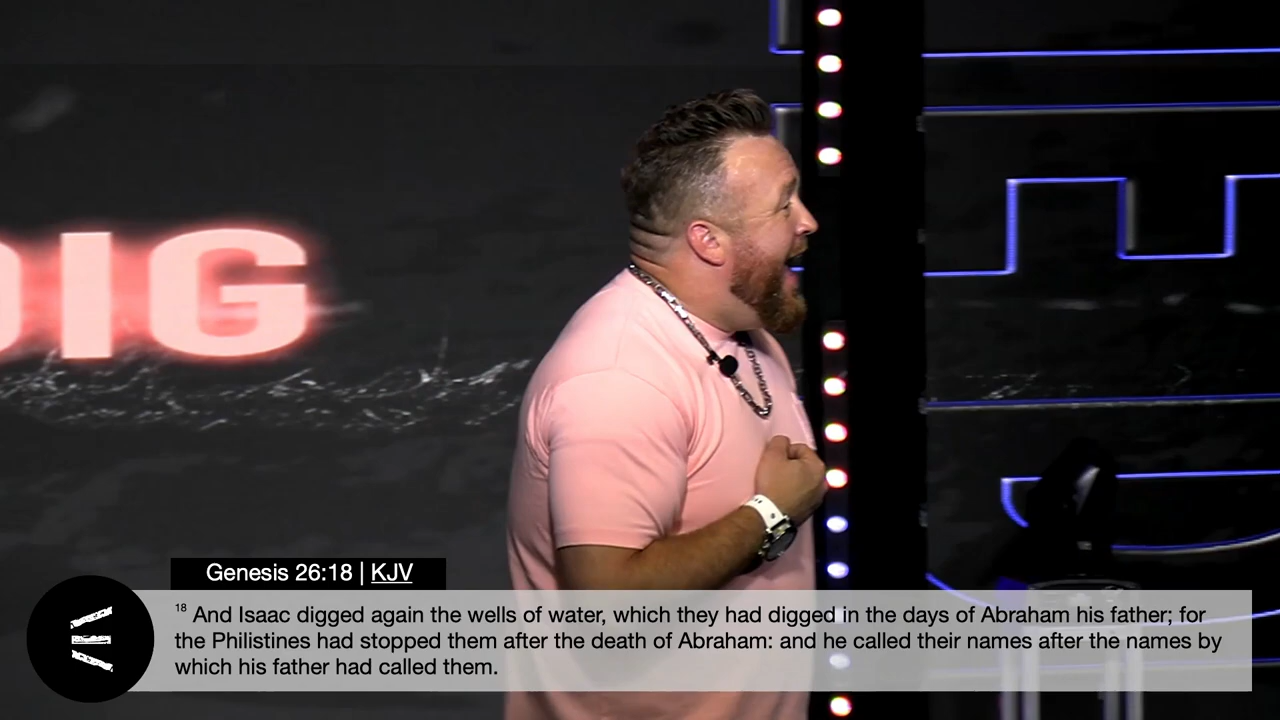 DIG
Genesis 26:18 | KJV
18 And Isaac digged again the wells of water, which they had digged in the days of Abraham his father; for
the Philistines had stopped them after the death of Abraham: and he called their names after the names by
which his father had called them.